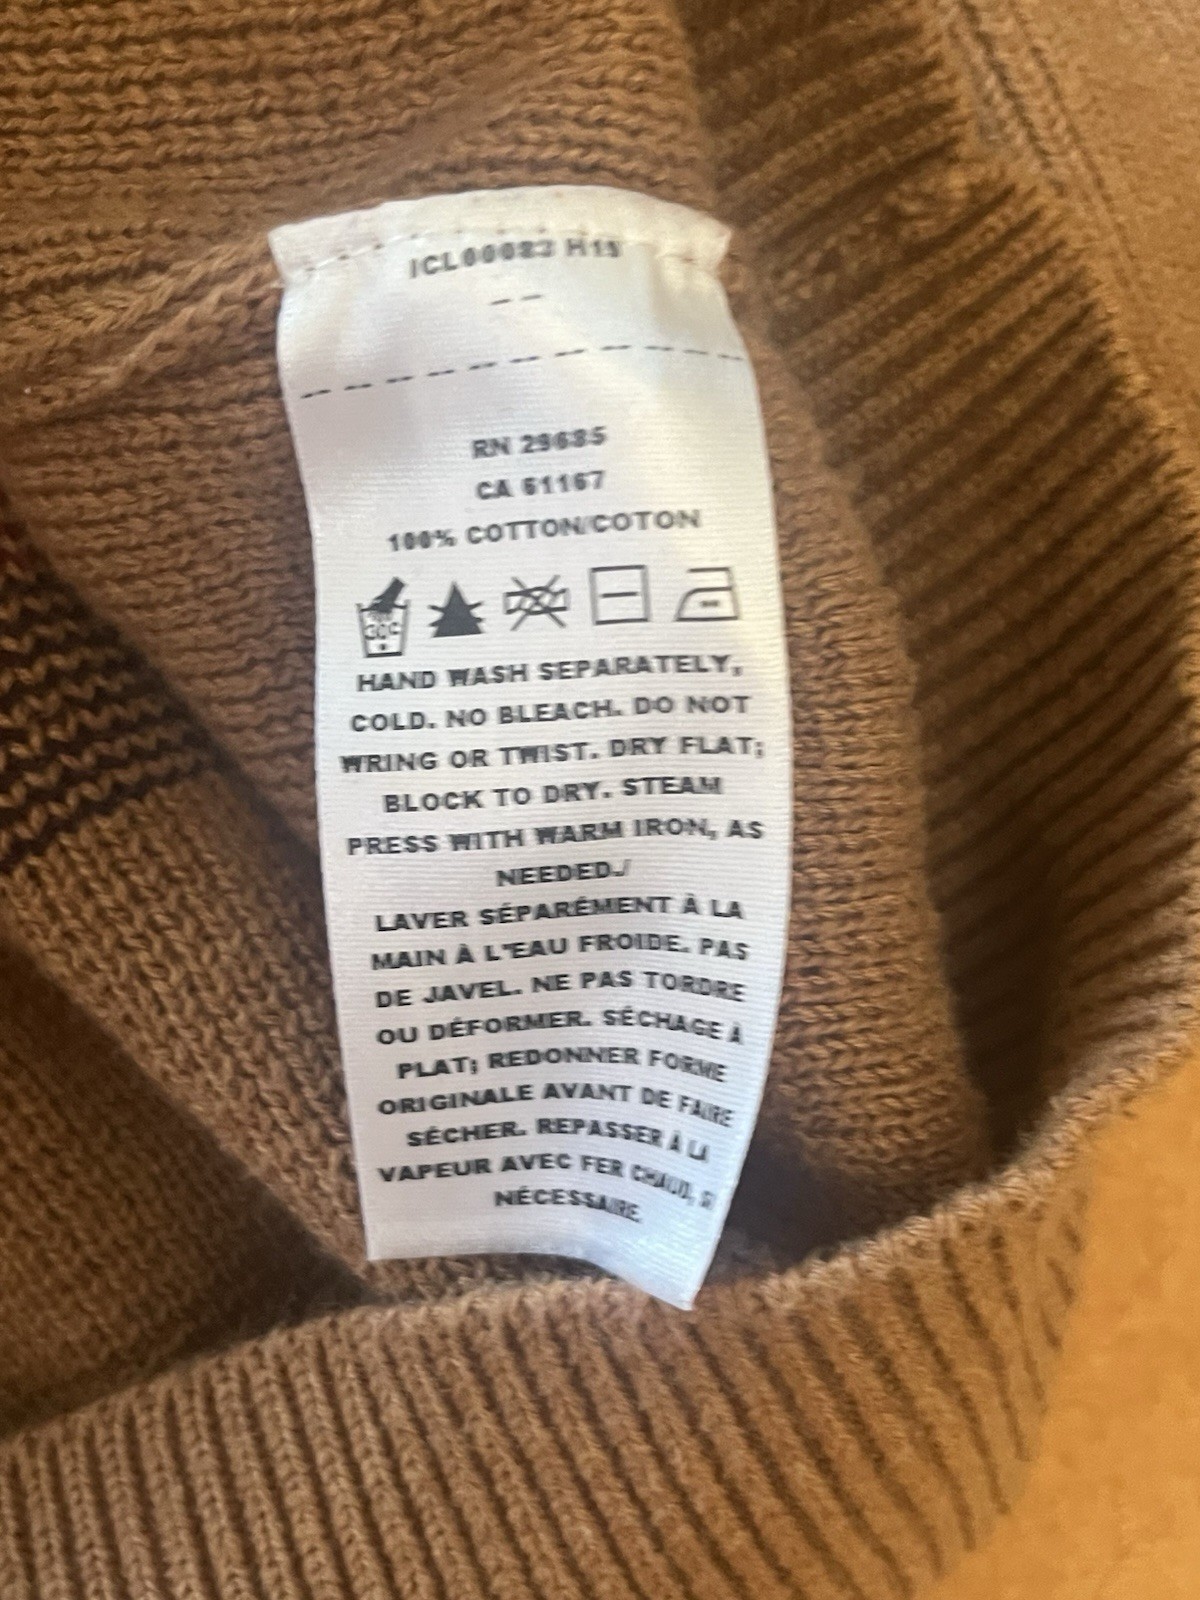 ICL00083 H19
-- 
RN 29685
CA 61167
100% COTTON/COTON
30C
HAND WASH SEPARATELY,
COLD. NO BLEACH. DO NOT
WRING OR TWIST. DRY FLAT;
BLOCK TO DRY. STEAM
PRESS WITH WARM IRON, AS
NEEDED./
LAVER SÉPARÉMENT À LA
MAIN À L'EAU FROIDE. PAS
DE JAVEL. NE PAS TORDRE
OU DÉFORMER. SÉCHAGE À
PLAT; REDONNER FORME
ORIGINALE AVANT DE FAIRE
SÉCHER. REPASSER À LA
VAPEUR AVEC FER CHAUD, SI
NÉCESSAIRE.